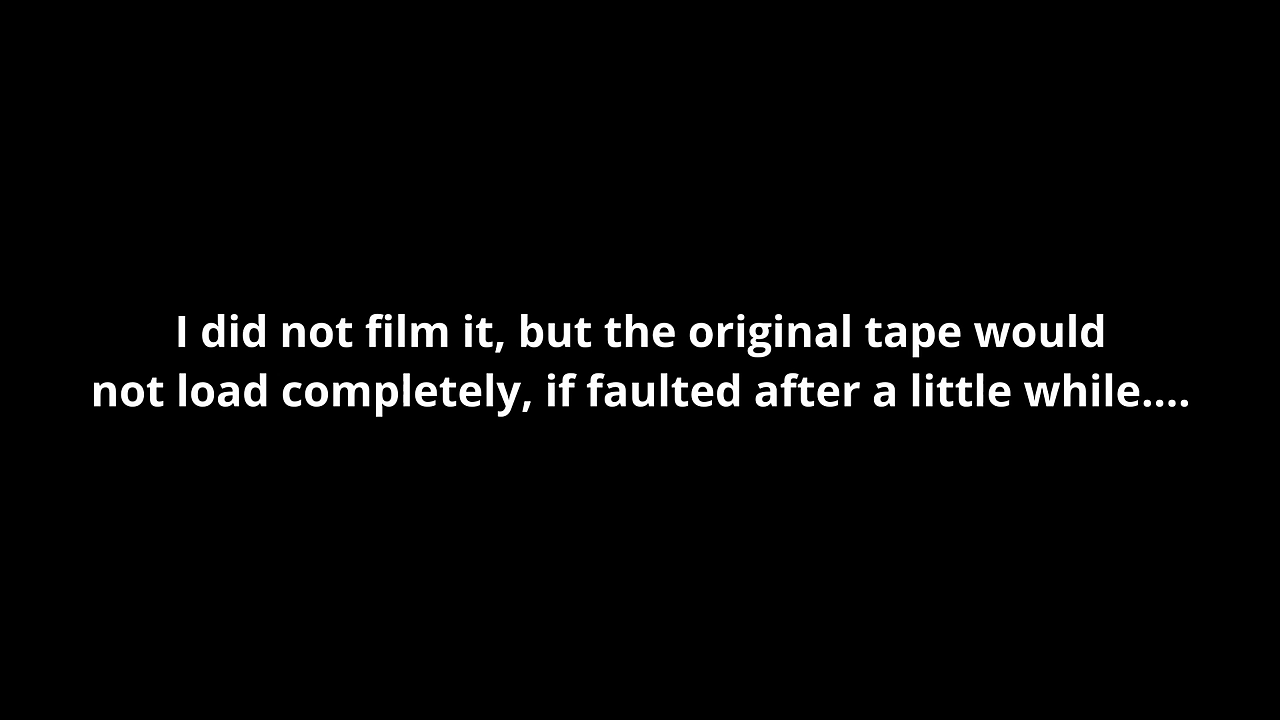 I did not film it, but the original tape would
not load completely, if faulted after a little while....